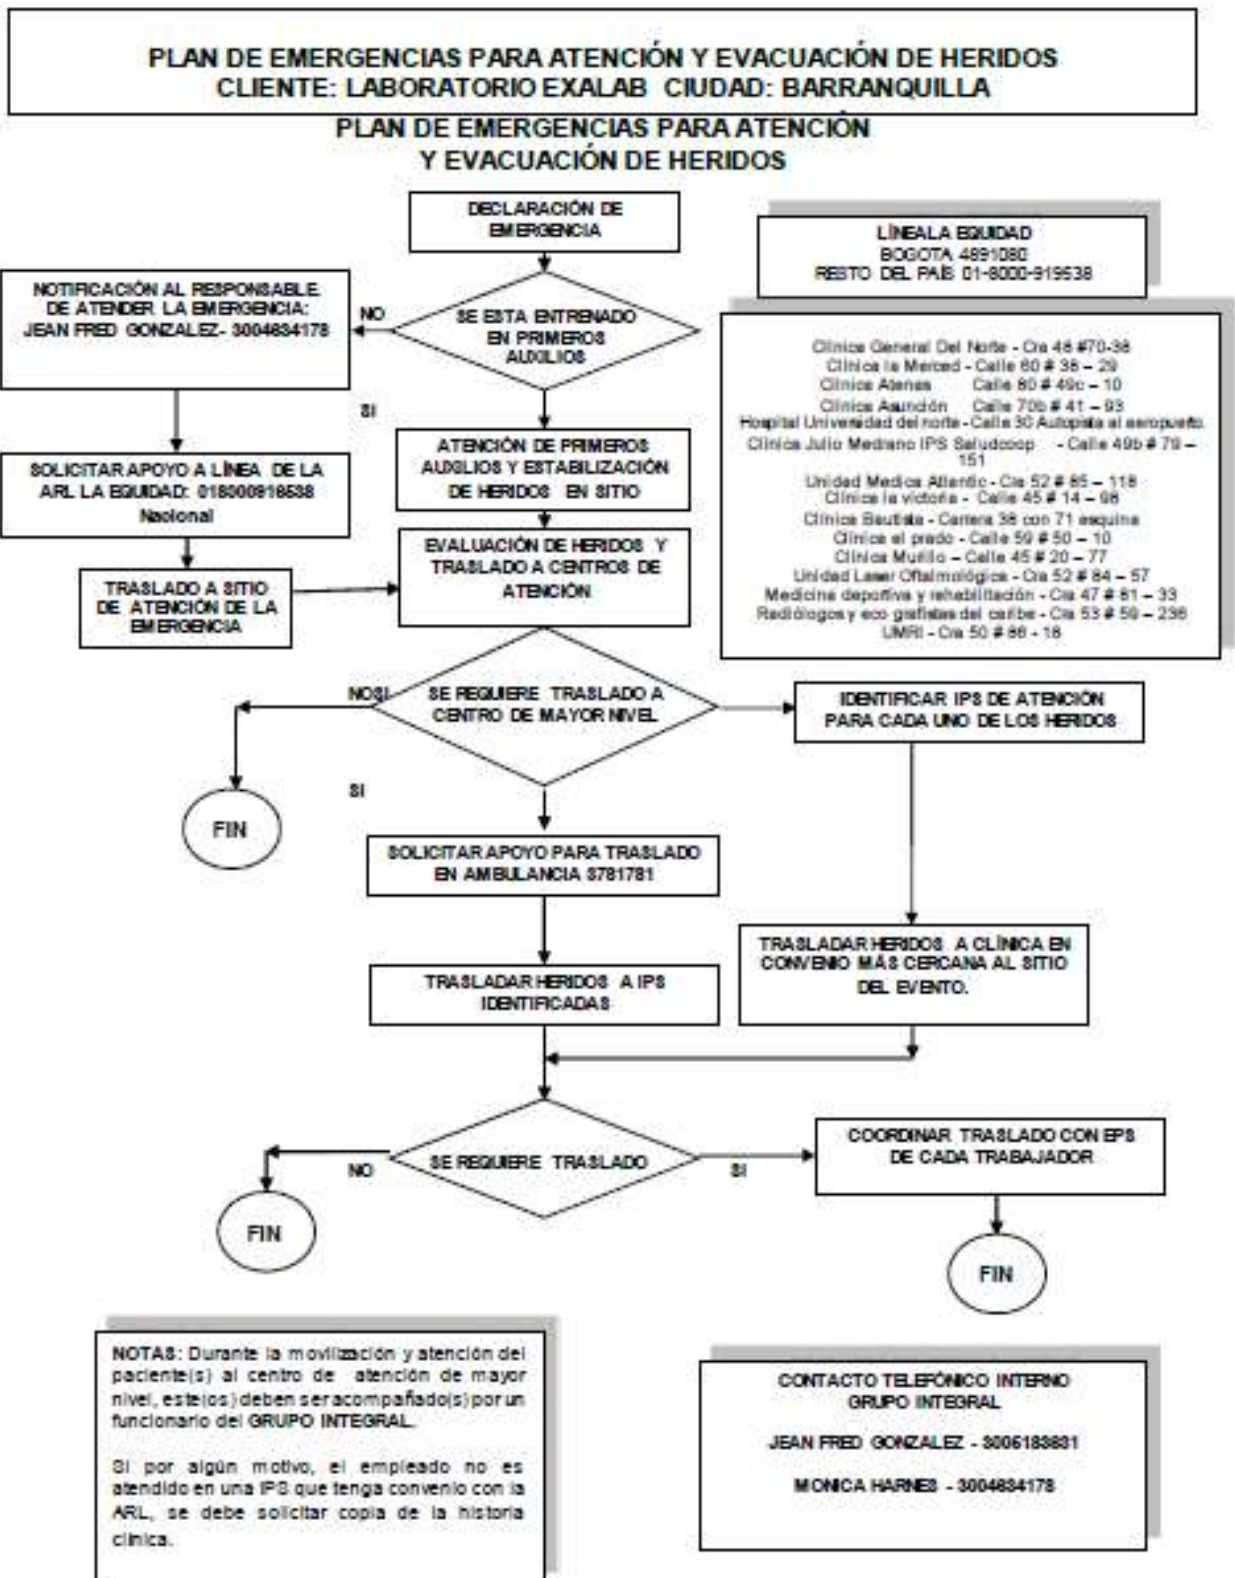 PLAN DE EMERGENCIAS PARA ATENCIÓN Y EVACUACIÓN DE HERIDOS
CLIENTE: LABORATORIO EXALAB CIUDAD: BARRANQUILLA
PLAN DE EMERGENCIAS PARA ATENCIÓN
Y EVACUACIÓN DE HERIDOS
DECLARACIÓN DE
EMERGENCIA
LÍNEALA EQUIDAD
BOGOTA 4891080
RESTO DEL PAÍS 01-8000-919538
NOTIFICACIÓN AL RESPONSABLE.
DE ATENDER LA EMERGENCIA:
JEAN FRED GONZALEZ- 3004634178
NO
SE ESTA ENTRENADO
EN PRIMEROS
AUXILIOS
Clínica General Del Norte - Cra 48 #70-38
Clínica la Merced - Calle 60 # 38 – 29
Clínica Atenas Calle 80 # 49c – 10
Clínica Asunción Calle 70b # 41 – 93
Hospital Universidad del norte - Calle 30 Autopista al aeropuerto.
Clínica Julio Medrano IPS Saludcoop - Calle 49b # 79 –
151
Unidad Medica Atlantic - Cra 52 # 85 – 118
Clínica la victoria - Calle 45 # 14 – 98
Clínica Bautista - Carrera 38 con 71 esquina
Clínica el prado - Calle 59 # 50 – 10
Clínica Murillo – Calle 45 # 20 – 77
Unidad Laser Oftalmológica - Cra 52 # 84 – 57
Medicina deportiva y rehabilitación - Cra 47 # 81 – 33
Radiólogos y eco grafistas del caribe - Cra 53 # 59 – 236
UMRI - Cra 50 # 86 - 18
SI
ATENCIÓN DE PRIMEROS
AUXILIOS Y ESTABILIZACIÓN
DE HERIDOS EN SITIO
SOLICITAR APOYO A LÍNEA DE LA
ARL LA EQUIDAD: 018000916538
Nacional
EVALUACIÓN DE HERIDOS Y
TRASLADO A CENTROS DE
ATENCIÓN
TRASLADO A SITIO
DE ATENCIÓN DE LA
EMERGENCIA
NOSI
SE REQUIERE TRASLADO A
CENTRO DE MAYOR NIVEL
IDENTIFICAR IPS DE ATENCIÓN
PARA CADA UNO DE LOS HERIDOS
SI
FIN
SOLICITAR APOYO PARA TRASLADO
EN AMBULANCIA 3781781
TRASLADAR HERIDOS A IPS
IDENTIFICADAS
TRASLADAR HERIDOS A CLÍNICA EN
CONVENIO MÁS CERCANA AL SITIO
DEL EVENTO.
NO
SE REQUIERE TRASLADO
SI
COORDINAR TRASLADO CON EPS
DE CADA TRABAJADOR
FIN
FIN
NOTAS: Durante la movilización y atención del
paciente(s) al centro de atención de mayor
nivel, este(os) deben ser acompañado(s) por un
funcionario del GRUPO INTEGRAL.
Si por algún motivo, el empleado no es
atendido en una IPS que tenga convenio con la
ARL, se debe solicitar copia de la historia
clínica.
CONTACTO TELEFÓNICO INTERNO
GRUPO INTEGRAL
JEAN FRED GONZALEZ - 3005183631
MONICA HARNES - 3004634178